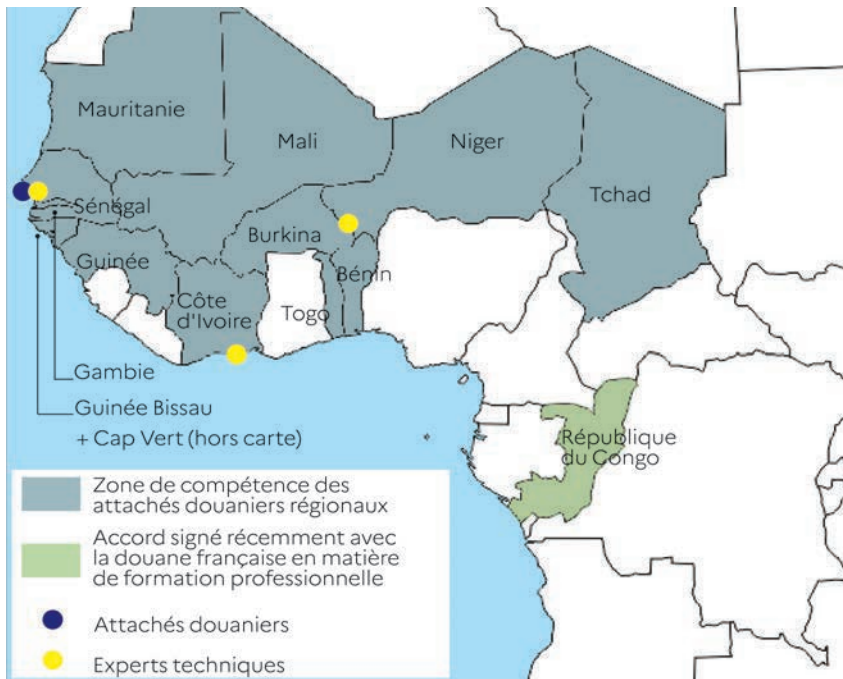 Mauritanie
Mali
Niger
Tchad
Sénégal
Burkina
Guinée
Bénin
Côte
d'Ivoire
Togo
Gambie
Guinée Bissau
+ Cap Vert (hors carte)
République
du Congo
Zone de compétence des
attachés douaniers régionaux
Accord signé récemment avec
la douane française en matière
de formation professionnelle
Attachés douaniers
Experts techniques